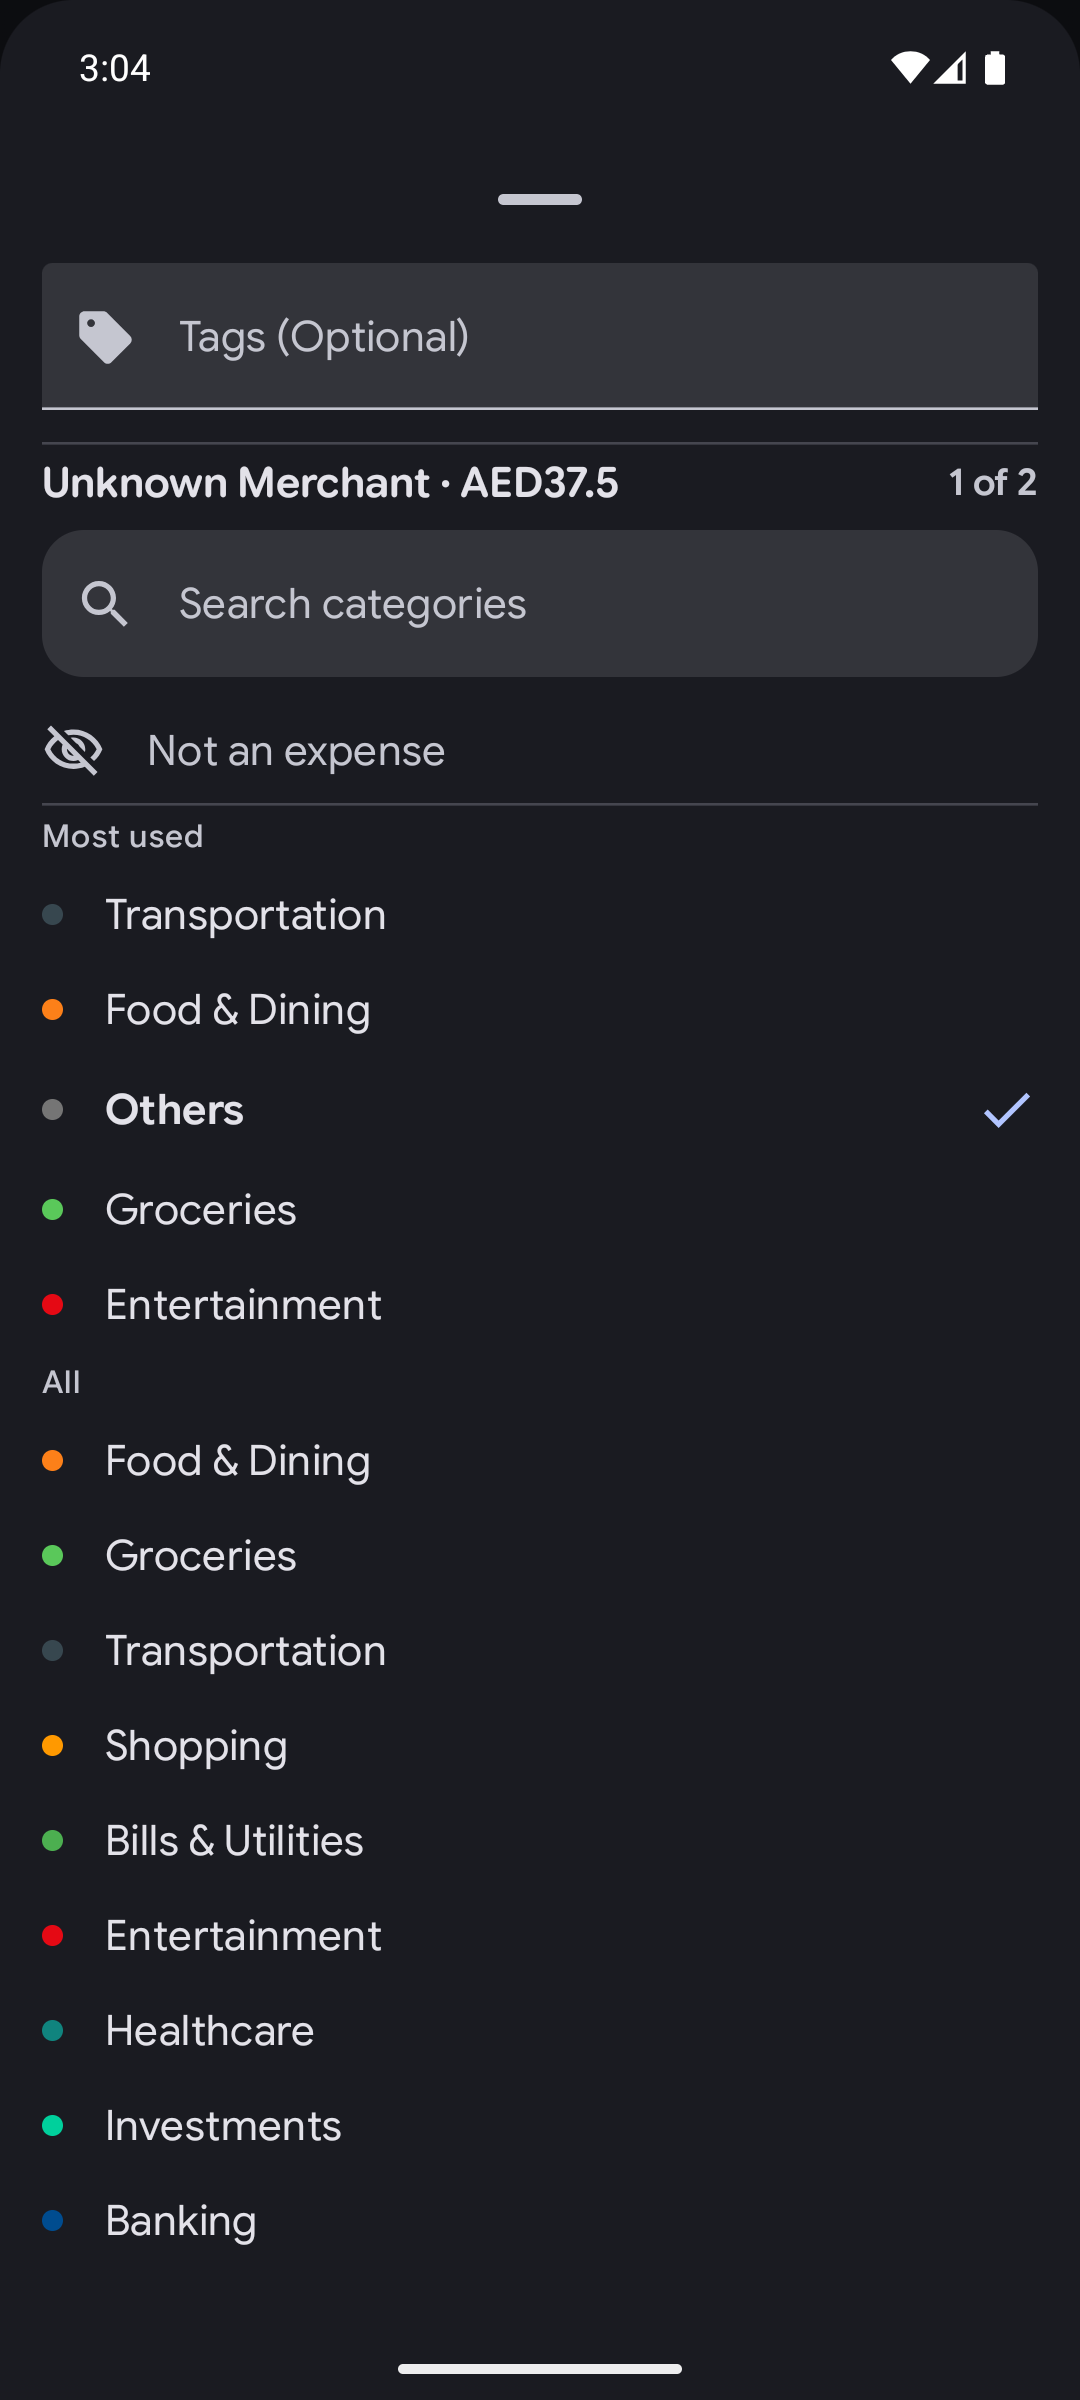 3:04
Tags (Optional)
Unknown Merchant · AED37.5
1 of 2
Search categories
Not an expense
Most used
Transportation
Food & Dining
Others
Groceries
Entertainment
All
Food & Dining
Groceries
Transportation
Shopping
Bills & Utilities
Entertainment
Healthcare
Investments
Banking